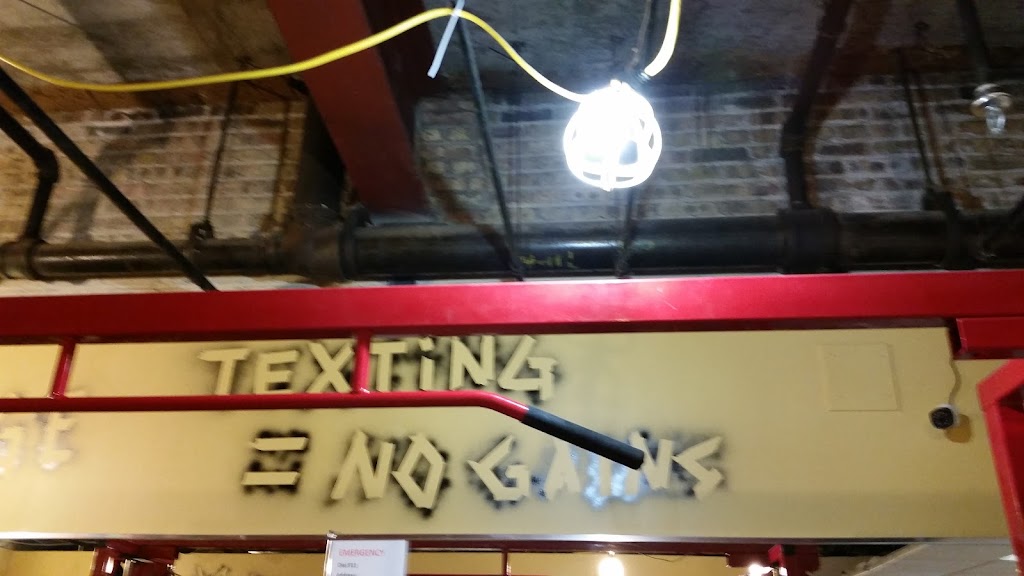 TEXTiNG
= NO GAINS
EMERGENCY